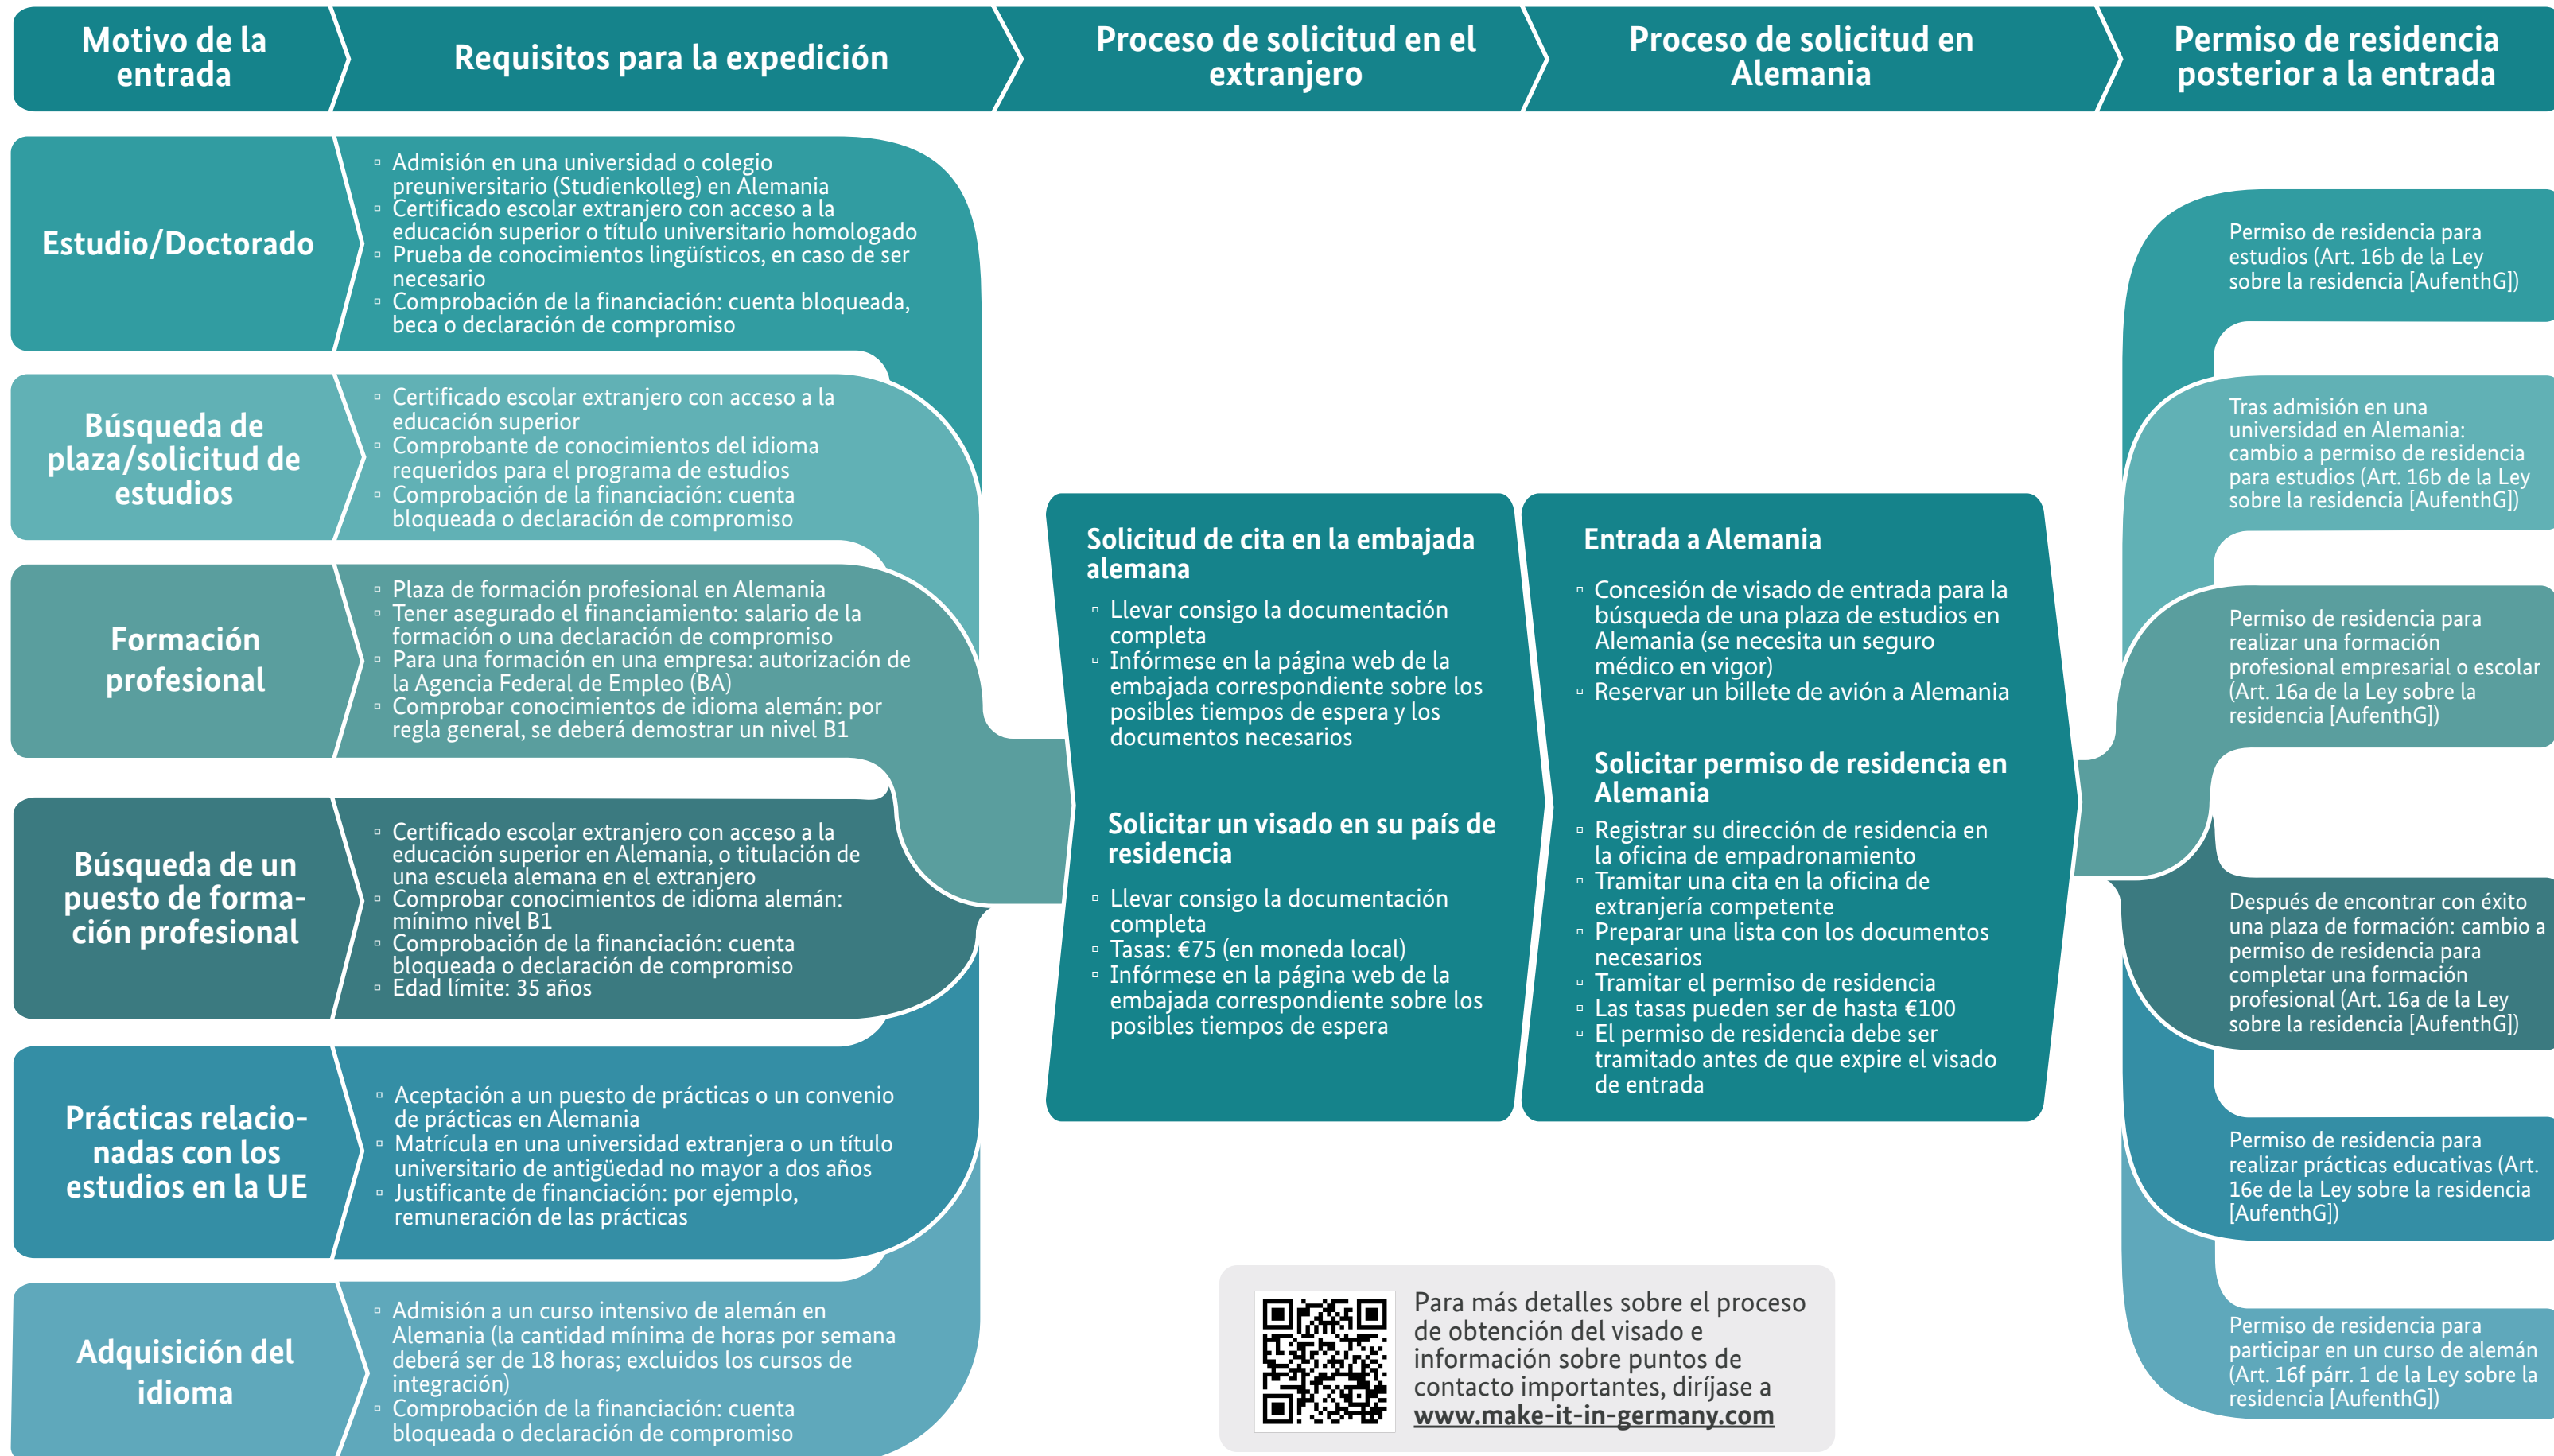 Motivo de la
entrada
Requisitos para la expedición
Proceso de solicitud en el
extranjero
Proceso de solicitud en
Alemania
Permiso de residencia
posterior a la entrada
Estudio/Doctorado
▫ Admisión en una universidad o colegio
preuniversitario (Studienkolleg) en Alemania
▫ Certificado escolar extranjero con acceso a la
educación superior o título universitario homologado
▫ Prueba de conocimientos lingüísticos, en caso de ser
necesario
▫ Comprobación de la financiación: cuenta bloqueada,
beca o declaración de compromiso
Búsqueda de
plaza/solicitud de
estudios
▫ Certificado escolar extranjero con acceso a la
educación superior
▫ Comprobante de conocimientos del idioma
requeridos para el programa de estudios
▫ Comprobación de la financiación: cuenta
bloqueada o declaración de compromiso
Formación
profesional
▫ Plaza de formación profesional en Alemania
▫ Tener asegurado el financiamiento: salario de la
formación o una declaración de compromiso
▫ Para una formación en una empresa: autorización de
la Agencia Federal de Empleo (BA)
▫ Comprobar conocimientos de idioma alemán: por
regla general, se deberá demostrar un nivel B1
Búsqueda de un
puesto de forma-
ción profesional
▫ Certificado escolar extranjero con acceso a la
educación superior en Alemania, o titulación de
una escuela alemana en el extranjero
▫ Comprobar conocimientos de idioma alemán:
mínimo nivel B1
▫ Comprobación de la financiación: cuenta
bloqueada o declaración de compromiso
▫ Edad límite: 35 años
Prácticas relacio-
nadas con los
estudios en la UE
▫ Aceptación a un puesto de prácticas o un convenio
de prácticas en Alemania
▫ Matrícula en una universidad extranjera o un título
universitario de antigüedad no mayor a dos años
▫ Justificante de financiación: por ejemplo,
remuneración de las prácticas
Adquisición del
idioma
▫ Admisión a un curso intensivo de alemán en
Alemania (la cantidad mínima de horas por semana
deberá ser de 18 horas; excluidos los cursos de
integración)
▫ Comprobación de la financiación: cuenta
bloqueada o declaración de compromiso
Solicitud de cita en la embajada
alemana
▫ Llevar consigo la documentación
completa
▫ Infórmese en la página web de la
embajada correspondiente sobre los
posibles tiempos de espera y los
documentos necesarios
Solicitar un visado en su país de
residencia
▫ Llevar consigo la documentación
completa
▫ Tasas: €75 (en moneda local)
▫ Infórmese en la página web de la
embajada correspondiente sobre los
posibles tiempos de espera
Entrada a Alemania
▫ Concesión de visado de entrada para la
búsqueda de una plaza de estudios en
Alemania (se necesita un seguro
médico en vigor)
▫ Reservar un billete de avión a Alemania
Solicitar permiso de residencia en
Alemania
▫ Registrar su dirección de residencia en
la oficina de empadronamiento
▫ Tramitar una cita en la oficina de
extranjería competente
▫ Preparar una lista con los documentos
necesarios
▫ Tramitar el permiso de residencia
▫ Las tasas pueden ser de hasta €100
▫ El permiso de residencia debe ser
tramitado antes de que expire el visado
de entrada
Permiso de residencia para
estudios (Art. 16b de la Ley
sobre la residencia [AufenthG])
Tras admisión en una
universidad en Alemania:
cambio a permiso de residencia
para estudios (Art. 16b de la Ley
sobre la residencia [AufenthG])
Permiso de residencia para
realizar una formación
profesional empresarial o escolar
(Art. 16a de la Ley sobre la
residencia [AufenthG])
Después de encontrar con éxito
una plaza de formación: cambio a
permiso de residencia para
completar una formación
profesional (Art. 16a de la Ley
sobre la residencia [AufenthG])
Permiso de residencia para
realizar prácticas educativas (Art.
16e de la Ley sobre la residencia
[AufenthG])
Permiso de residencia para
participar en un curso de alemán
(Art. 16f párr. 1 de la Ley sobre la
residencia [AufenthG])
Para más detalles sobre el proceso
de obtención del visado e
información sobre puntos de
contacto importantes, diríjase a
www.make-it-in-germany.com